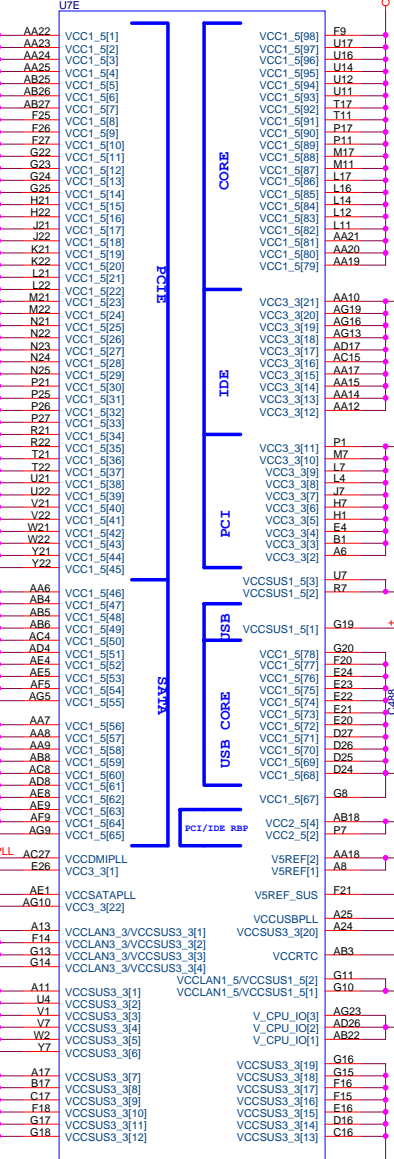 U7E
AA22 VCC1_5[1]
AA23 VCC1_5[2]
AA24 VCC1_5[3]
AA25 VCC1_5[4]
AB25 VCC1_5[5]
AB26 VCC1_5[6]
AB27 VCC1_5[7]
F25 VCC1_5[8]
F26 VCC1_5[9]
F27 VCC1_5[10]
G22 VCC1_5[11]
G23 VCC1_5[12]
G24 VCC1_5[13]
G25 VCC1_5[14]
H21 VCC1_5[15]
H22 VCC1_5[16]
J21 VCC1_5[17]
J22 VCC1_5[18]
K21 VCC1_5[19]
K22 VCC1_5[20]
L21 VCC1_5[21]
L22 VCC1_5[22]
M21 VCC1_5[23]
M22 VCC1_5[24]
N21 VCC1_5[25]
N22 VCC1_5[26]
N23 VCC1_5[27]
N24 VCC1_5[28]
N25 VCC1_5[29]
P21 VCC1_5[30]
P25 VCC1_5[31]
P26 VCC1_5[32]
P27 VCC1_5[33]
R21 VCC1_5[34]
R22 VCC1_5[35]
T21 VCC1_5[36]
T22 VCC1_5[37]
U21 VCC1_5[38]
U22 VCC1_5[39]
V21 VCC1_5[40]
V22 VCC1_5[41]
W21 VCC1_5[42]
W22 VCC1_5[43]
Y21 VCC1_5[44]
Y22 VCC1_5[45]
AA6 VCC1_5[46]
AB4 VCC1_5[47]
AB5 VCC1_5[48]
AB6 VCC1_5[49]
AC4 VCC1_5[50]
AD4 VCC1_5[51]
AE4 VCC1_5[52]
AE5 VCC1_5[53]
AF5 VCC1_5[54]
AG5 VCC1_5[55]
AA7 VCC1_5[56]
AA8 VCC1_5[57]
AA9 VCC1_5[58]
AB8 VCC1_5[59]
AC8 VCC1_5[60]
AD8 VCC1_5[61]
AE8 VCC1_5[62]
AE9 VCC1_5[63]
AF9 VCC1_5[64]
AG9 VCC1_5[65]
PLL
AC27 VCCDMIPLL
E26 VCC3_3[1]
AE1 VCCSATAPLL
AG10 VCC3_3[22]
A13 VCCLAN3_3/VCCSUS3_3[1]
F14 VCCLAN3_3/VCCSUS3_3[2]
G13 VCCLAN3_3/VCCSUS3_3[3]
G14 VCCLAN3_3/VCCSUS3_3[4]
A11 VCCSUS3_3[1]
U4 VCCSUS3_3[2]
V1 VCCSUS3_3[3]
V7 VCCSUS3_3[4]
W2 VCCSUS3_3[5]
Y7 VCCSUS3_3[6]
A17 VCCSUS3_3[7]
B17 VCCSUS3_3[8]
C17 VCCSUS3_3[9]
F18 VCCSUS3_3[10]
G17 VCCSUS3_3[11]
G18 VCCSUS3_3[12]
PCIE
SATA
CORE
IDE
PCI
USB
USB CORE
PCI/IDE RBP
VCC1_5[98] F9
VCC1_5[97] U17
VCC1_5[96] U16
VCC1_5[95] U14
VCC1_5[94] U12
VCC1_5[93] U11
VCC1_5[92] T17
VCC1_5[91] T11
VCC1_5[90] P17
VCC1_5[89] P11
VCC1_5[88] M17
VCC1_5[87] M11
VCC1_5[86] L17
VCC1_5[85] L16
VCC1_5[84] L14
VCC1_5[83] L12
VCC1_5[82] L11
VCC1_5[81] AA21
VCC1_5[80] AA20
VCC1_5[79] AA19
VCC3_3[21] AA10
VCC3_3[20] AG19
VCC3_3[19] AG16
VCC3_3[18] AG13
VCC3_3[17] AD17
VCC3_3[16] AC15
VCC3_3[15] AA17
VCC3_3[14] AA15
VCC3_3[13] AA14
VCC3_3[12] AA12
VCC3_3[11] P1
VCC3_3[10] M7
VCC3_3[9] L7
VCC3_3[8] L4
VCC3_3[7] J7
VCC3_3[6] H7
VCC3_3[5] H1
VCC3_3[4] E4
VCC3_3[3] B1
VCC3_3[2] A6
VCCSUS1_5[3] U7
VCCSUS1_5[2] R7
VCCSUS1_5[1] G19
+
VCC1_5[78] G20
VCC1_5[77] F20
VCC1_5[76] E24
VCC1_5[75] E23
VCC1_5[74] E22
VCC1_5[73] E21
VCC1_5[72] E20
VCC1_5[71] D27
VCC1_5[70] D26
VCC1_5[69] D25
VCC1_5[68] D24
C488
VCC1_5[67] G8
VCC2_5[4] AB18
VCC2_5[2] P7
V5REF[2] AA18
V5REF[1] A8
V5REF_SUS F21
VCCUSBPLL A25
VCCSUS3_3[20] A24
VCCRTC AB3
VCCLAN1_5/VCCSUS1_5[2] G11
VCCLAN1_5/VCCSUS1_5[1] G10
V_CPU_IO[3] AG23
V_CPU_IO[2] AD26
V_CPU_IO[1] AB22
VCCSUS3_3[19] G16
VCCSUS3_3[18] G15
VCCSUS3_3[17] F16
VCCSUS3_3[16] F15
VCCSUS3_3[15] E16
VCCSUS3_3[14] D16
VCCSUS3_3[13] C16